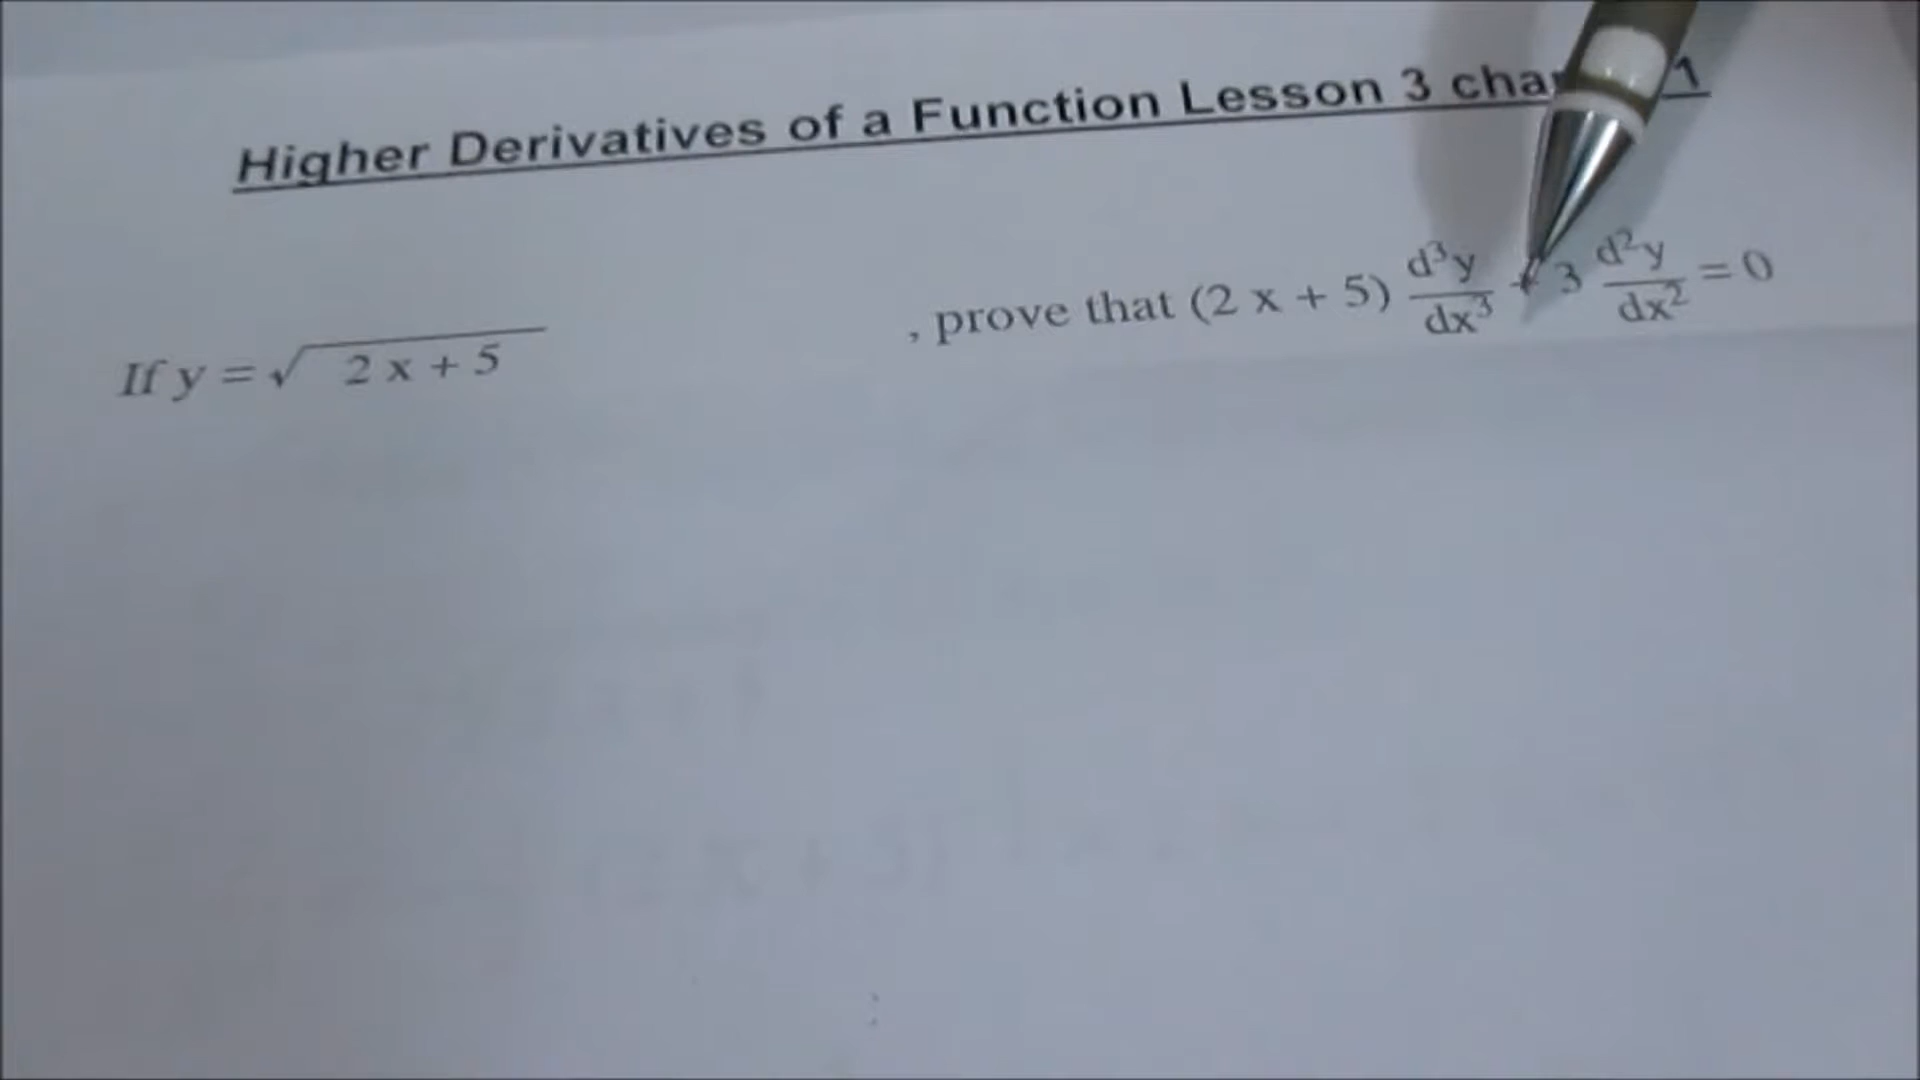 Higher Derivatives of a Function Lesson 3 1
If y = √ 2 x + 5 , prove that (2 x + 5) d³y/dx³ + 3 d²y/dx² = 0